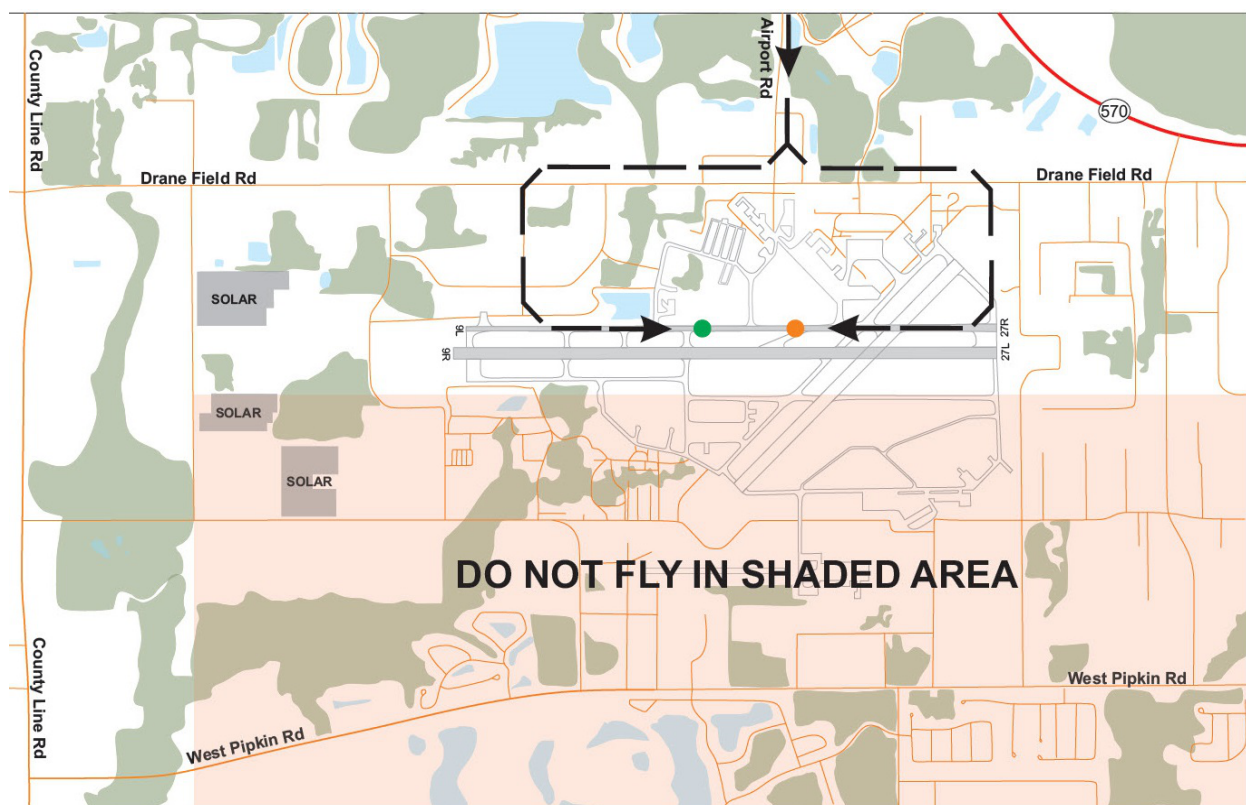 County Line Rd
Airport Rd
570
Drane Field Rd
Drane Field Rd
SOLAR
9L
27R
9R
27L
SOLAR
SOLAR
DO NOT FLY IN SHADED AREA
County Line Rd
West Pipkin Rd
West Pipkin Rd